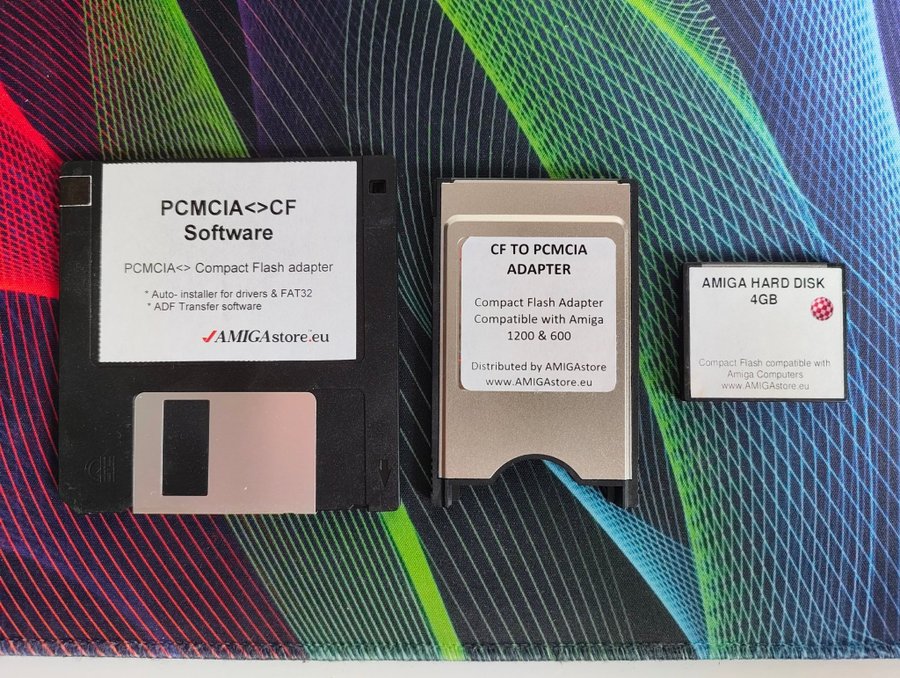 PCMCIA<>CF
Software
PCMCIA<> Compact Flash adapter
* Auto- installer for drivers & FAT32
* ADF Transfer software
AMIGAstore.eu
CF TO PCMCIA
ADAPTER
Compact Flash Adapter
Compatible with Amiga
1200 & 600
Distributed by AMIGAstore
www.AMIGAstore.eu
AMIGA HARD DISK
4GB
Compact Flash compatible with
Amiga Computers
www.AMIGAstore.eu